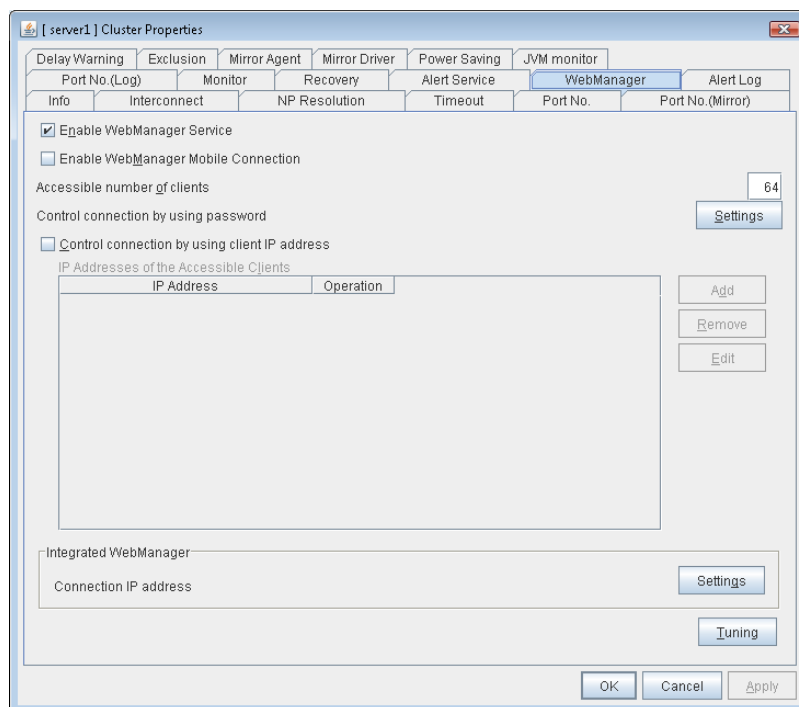 [ server1 ] Cluster Properties
Delay Warning Exclusion Mirror Agent Mirror Driver Power Saving JVM monitor
Port No.(Log) Monitor Recovery Alert Service WebManager Alert Log
Info Interconnect NP Resolution Timeout Port No. Port No.(Mirror)
Enable WebManager Service
Enable WebManager Mobile Connection
Accessible number of clients 64
Control connection by using password Settings
Control connection by using client IP address
IP Addresses of the Accessible Clients
IP Address Operation
Add
Remove
Edit
Integrated WebManager
Connection IP address Settings
Tuning
OK Cancel Apply